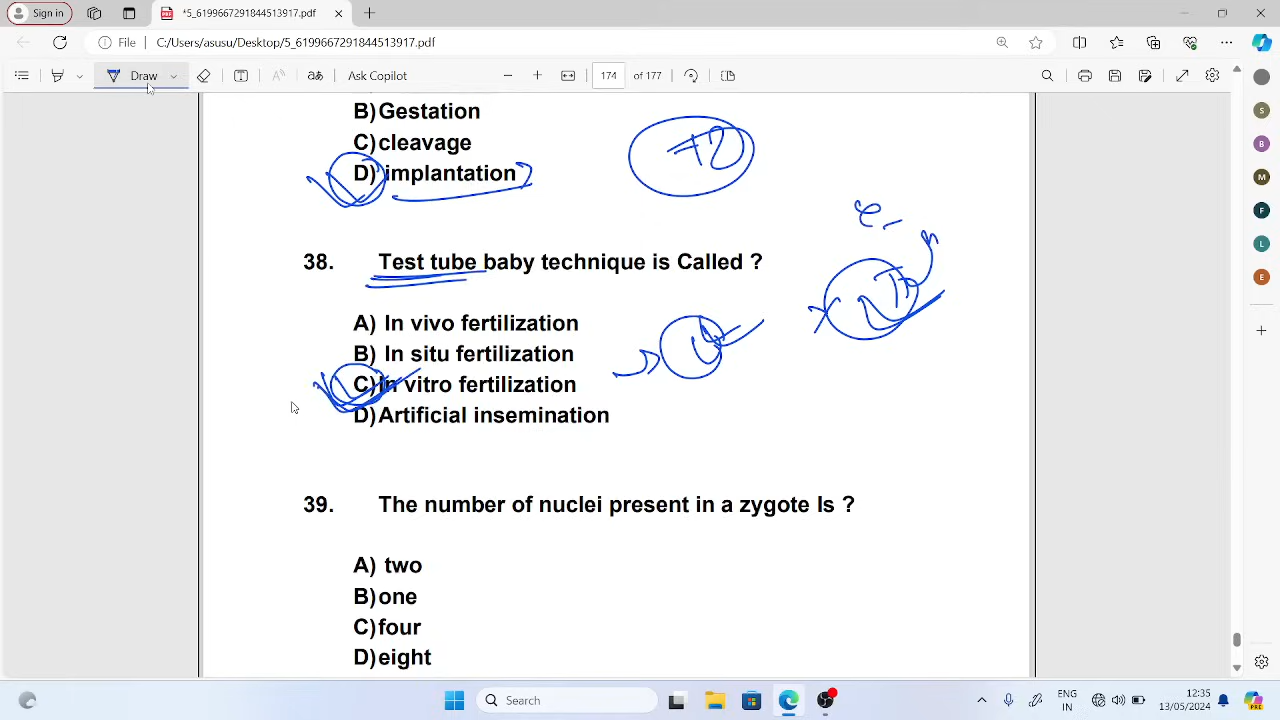 Sign in
*5_6199667291844513917.pdf
File
C:/Users/asusu/Desktop/5_6199667291844513917.pdf
Draw
Ask Copilot
174 of 177
B) Gestation
C) cleavage
D) implantation
38. Test tube baby technique is Called ?
A) In vivo fertilization
B) In situ fertilization
C) In vitro fertilization
D) Artificial insemination
39. The number of nuclei present in a zygote Is ?
A) two
B) one
C) four
D) eight
S
B
M
F
L
E
Search
ENG
IN
12:35
13/05/2024